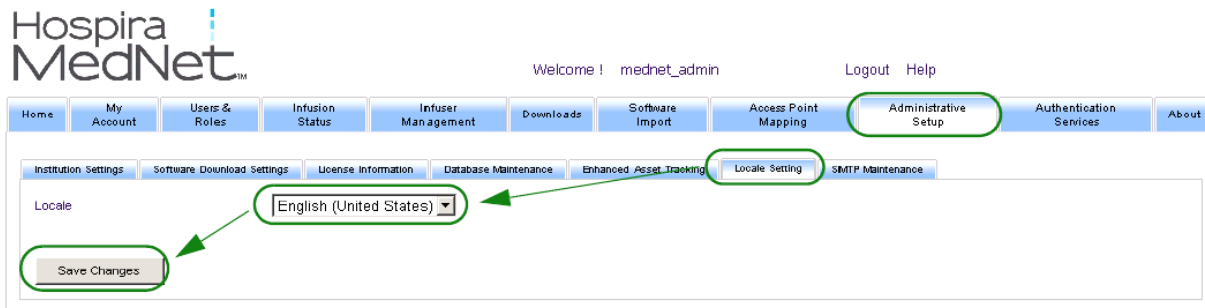 Hospira
MedNet™
Welcome ! mednet_admin Logout Help
Home My Account Users & Roles Infusion Status Infuser Management Downloads Software Import Access Point Mapping Administrative Setup Authentication Services About
Institution Settings Software Download Settings License Information Database Maintenance Enhanced Asset Tracking Locale Setting SMTP Maintenance
Locale English (United States)
Save Changes